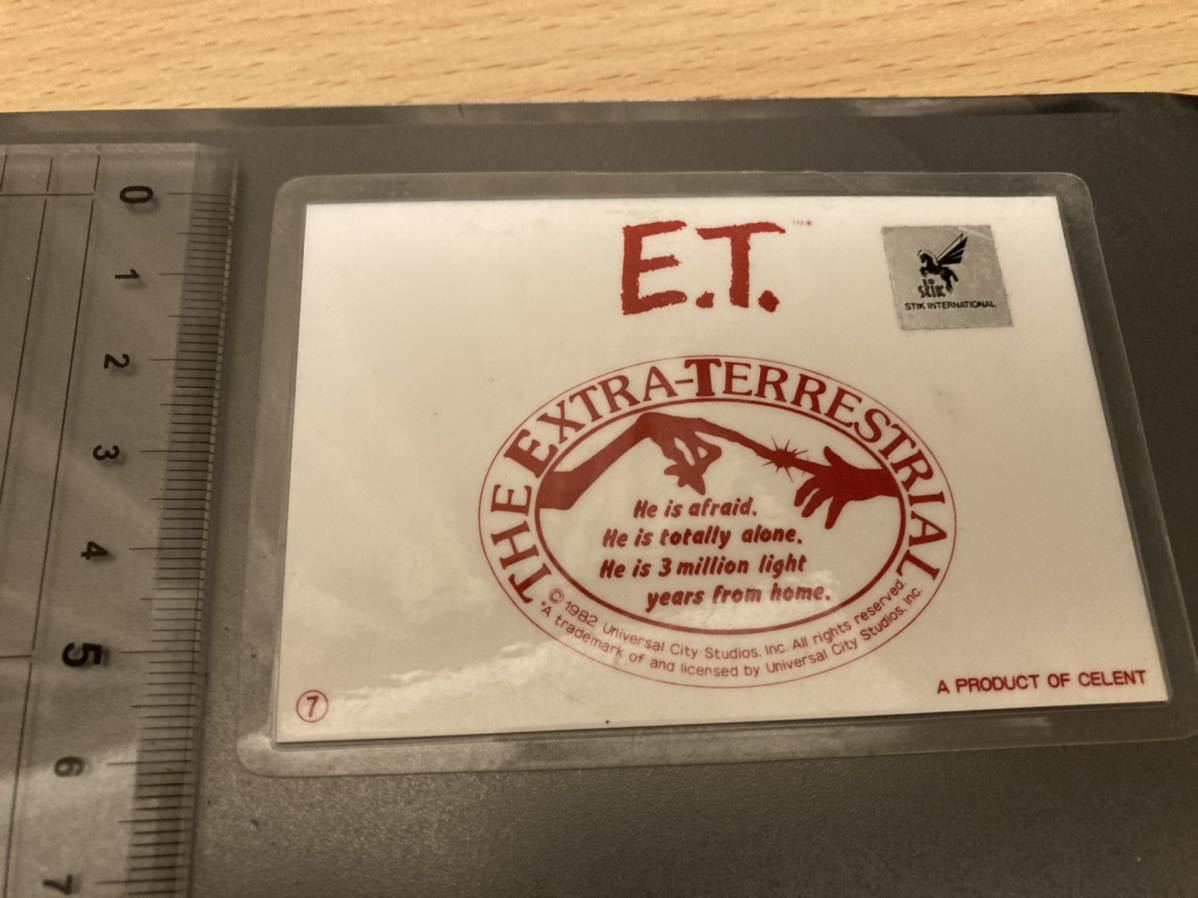 0
1
2
3
4
5
6
7
E.T.™*
stik
STIK INTERNATIONAL
THE EXTRA-TERRESTRIAL
He is afraid.
He is totally alone.
He is 3 million light
years from home.
© 1982 Universal City Studios, Inc. All rights reserved.
*A trademark of and licensed by Universal City Studios, Inc.
⑦
A PRODUCT OF CELENT